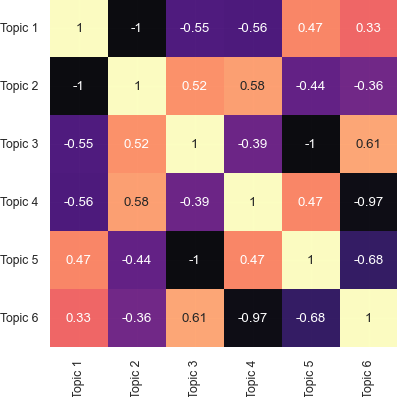 Topic 1 1 -1 -0.55 -0.56 0.47 0.33
Topic 2 -1 1 0.52 0.58 -0.44 -0.36
Topic 3 -0.55 0.52 1 -0.39 -1 0.61
Topic 4 -0.56 0.58 -0.39 1 0.47 -0.97
Topic 5 0.47 -0.44 -1 0.47 1 -0.68
Topic 6 0.33 -0.36 0.61 -0.97 -0.68 1
Topic 1 Topic 2 Topic 3 Topic 4 Topic 5 Topic 6